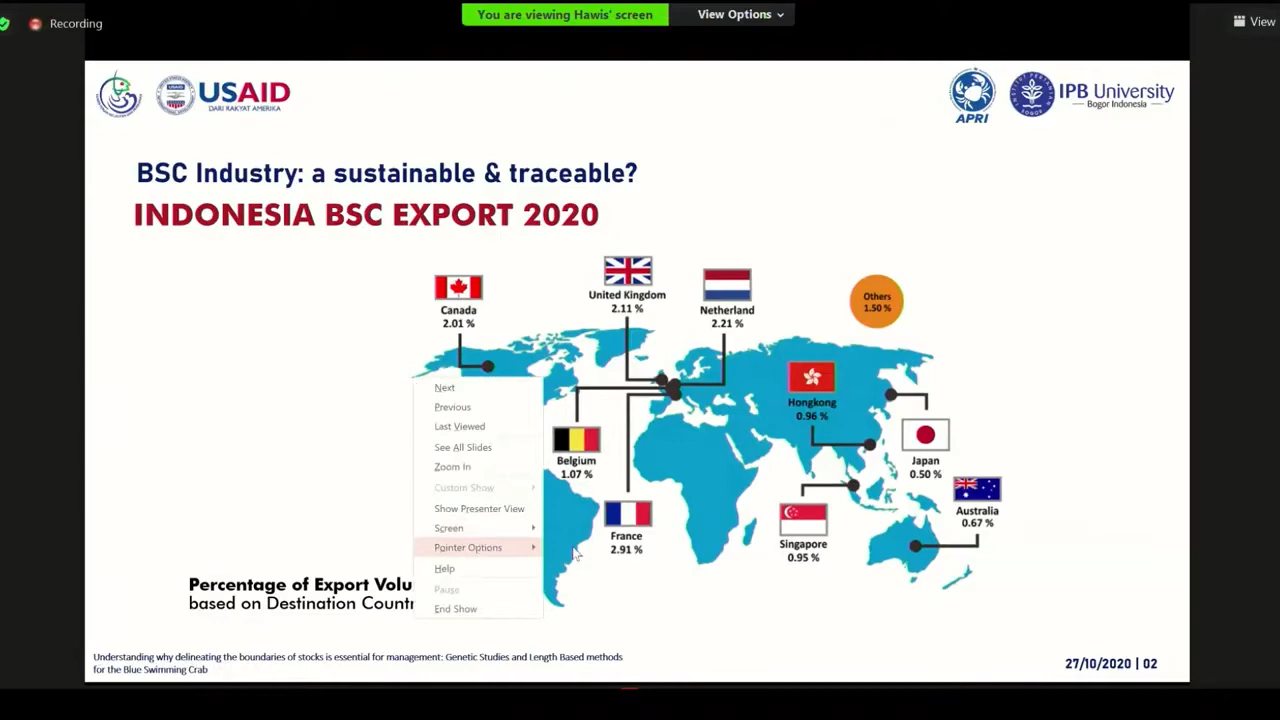 You are viewing Hawis' screen
View Options
Recording
View
USAID
DARI RAKYAT AMERIKA
APRI
IPB University
Bogor Indonesia
BSC Industry: a sustainable & traceable?
INDONESIA BSC EXPORT 2020
Canada
2.01 %
United Kingdom
2.11 %
Netherland
2.21 %
Others
1.50 %
Hongkong
0.96 %
Belgium
1.07 %
Japan
0.50 %
Australia
0.67 %
France
2.91 %
Singapore
0.95 %
Next
Previous
Last Viewed
See All Slides
Zoom In
Custom Show
Show Presenter View
Screen
Pointer Options
Help
Pause
End Show
Percentage of Export Volu
based on Destination Countr
Understanding why delineating the boundaries of stocks is essential for management: Genetic Studies and Length Based methods
for the Blue Swimming Crab
27/10/2020 | 02